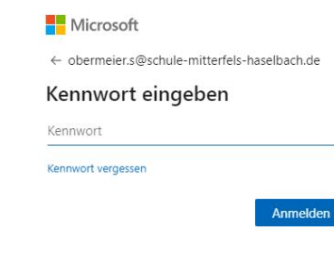 Microsoft
← obermeier.s@schule-mitterfels-haselbach.de
Kennwort eingeben
Kennwort
Kennwort vergessen
Anmelden